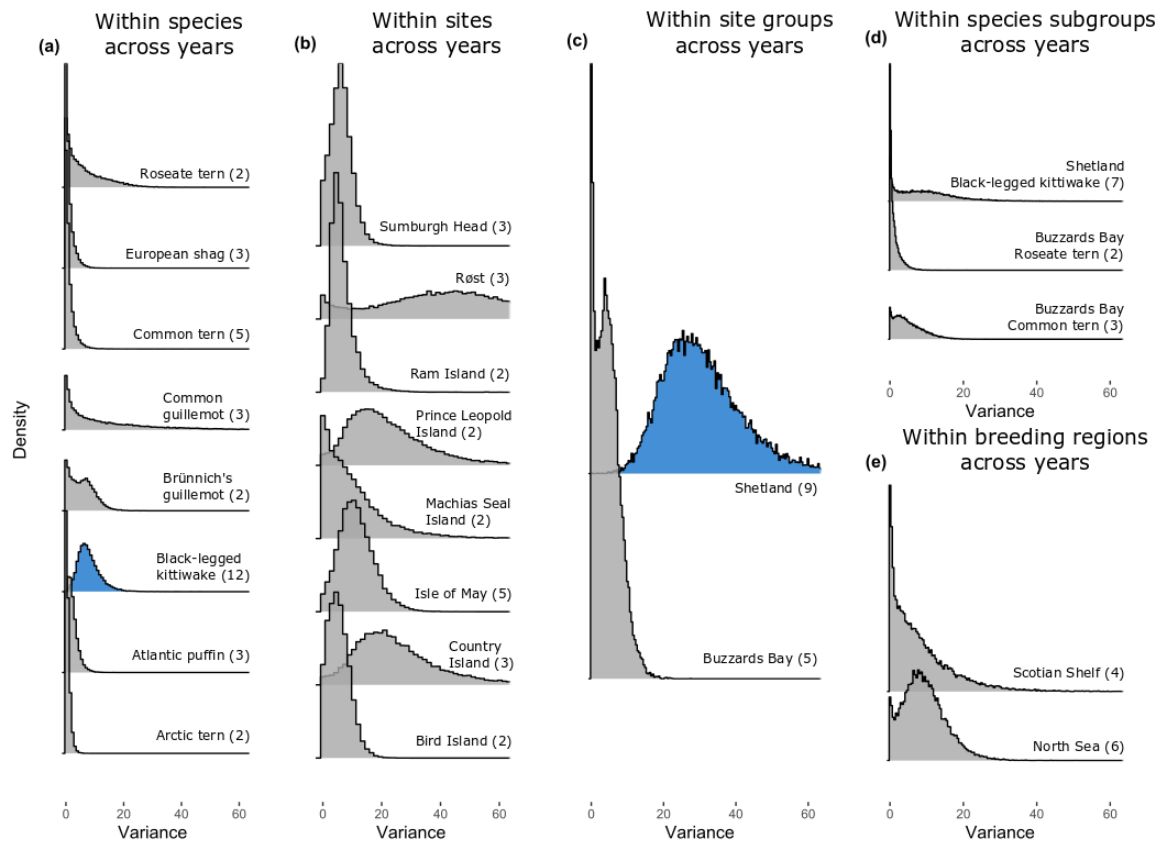 (a)
Within species
across years
Roseate tern (2)
European shag (3)
Common tern (5)
Common
guillemot (3)
Brünnich's
guillemot (2)
Black-legged
kittiwake (12)
Atlantic puffin (3)
Arctic tern (2)
0 20 40 60
Variance
Density
(b)
Within sites
across years
Sumburgh Head (3)
Røst (3)
Ram Island (2)
Prince Leopold
Island (2)
Machias Seal
Island (2)
Isle of May (5)
Country
Island (3)
Bird Island (2)
0 20 40 60
Variance
(c)
Within site groups
across years
Shetland (9)
Buzzards Bay (5)
0 20 40 60
Variance
(d)
Within species subgroups
across years
Shetland
Black-legged kittiwake (7)
Buzzards Bay
Roseate tern (2)
Buzzards Bay
Common tern (3)
0 20 40 60
Variance
(e)
Within breeding regions
across years
Scotian Shelf (4)
North Sea (6)
0 20 40 60
Variance